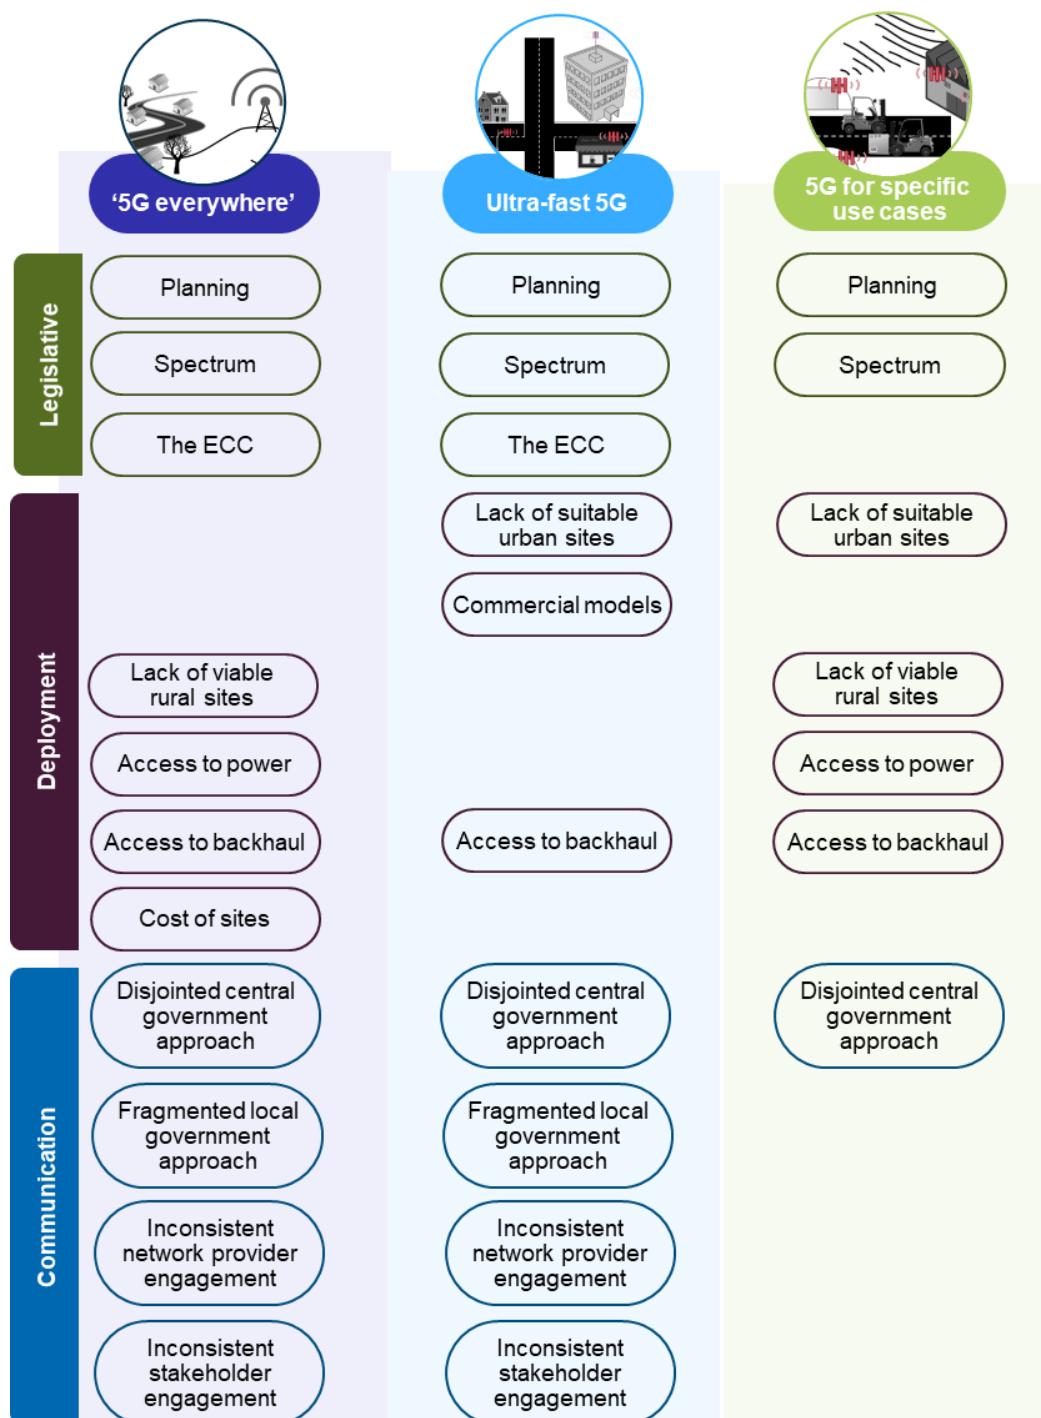 ‘5G everywhere’
Ultra-fast 5G
5G for specific
use cases
Legislative
Planning
Planning
Planning
Spectrum
Spectrum
Spectrum
The ECC
The ECC
Deployment
Lack of suitable
urban sites
Lack of suitable
urban sites
Commercial models
Lack of viable
rural sites
Lack of viable
rural sites
Access to power
Access to power
Access to backhaul
Access to backhaul
Access to backhaul
Cost of sites
Communication
Disjointed central
government
approach
Disjointed central
government
approach
Disjointed central
government
approach
Fragmented local
government
approach
Fragmented local
government
approach
Inconsistent
network provider
engagement
Inconsistent
network provider
engagement
Inconsistent
stakeholder
engagement
Inconsistent
stakeholder
engagement